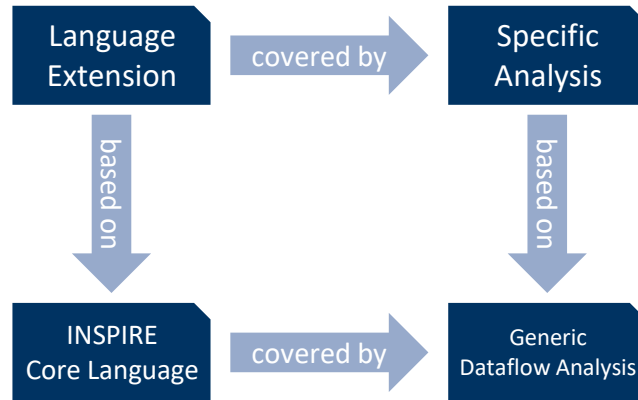 Language
Extension
covered by
Specific
Analysis
based on
based on
INSPIRE
Core Language
covered by
Generic
Dataflow Analysis